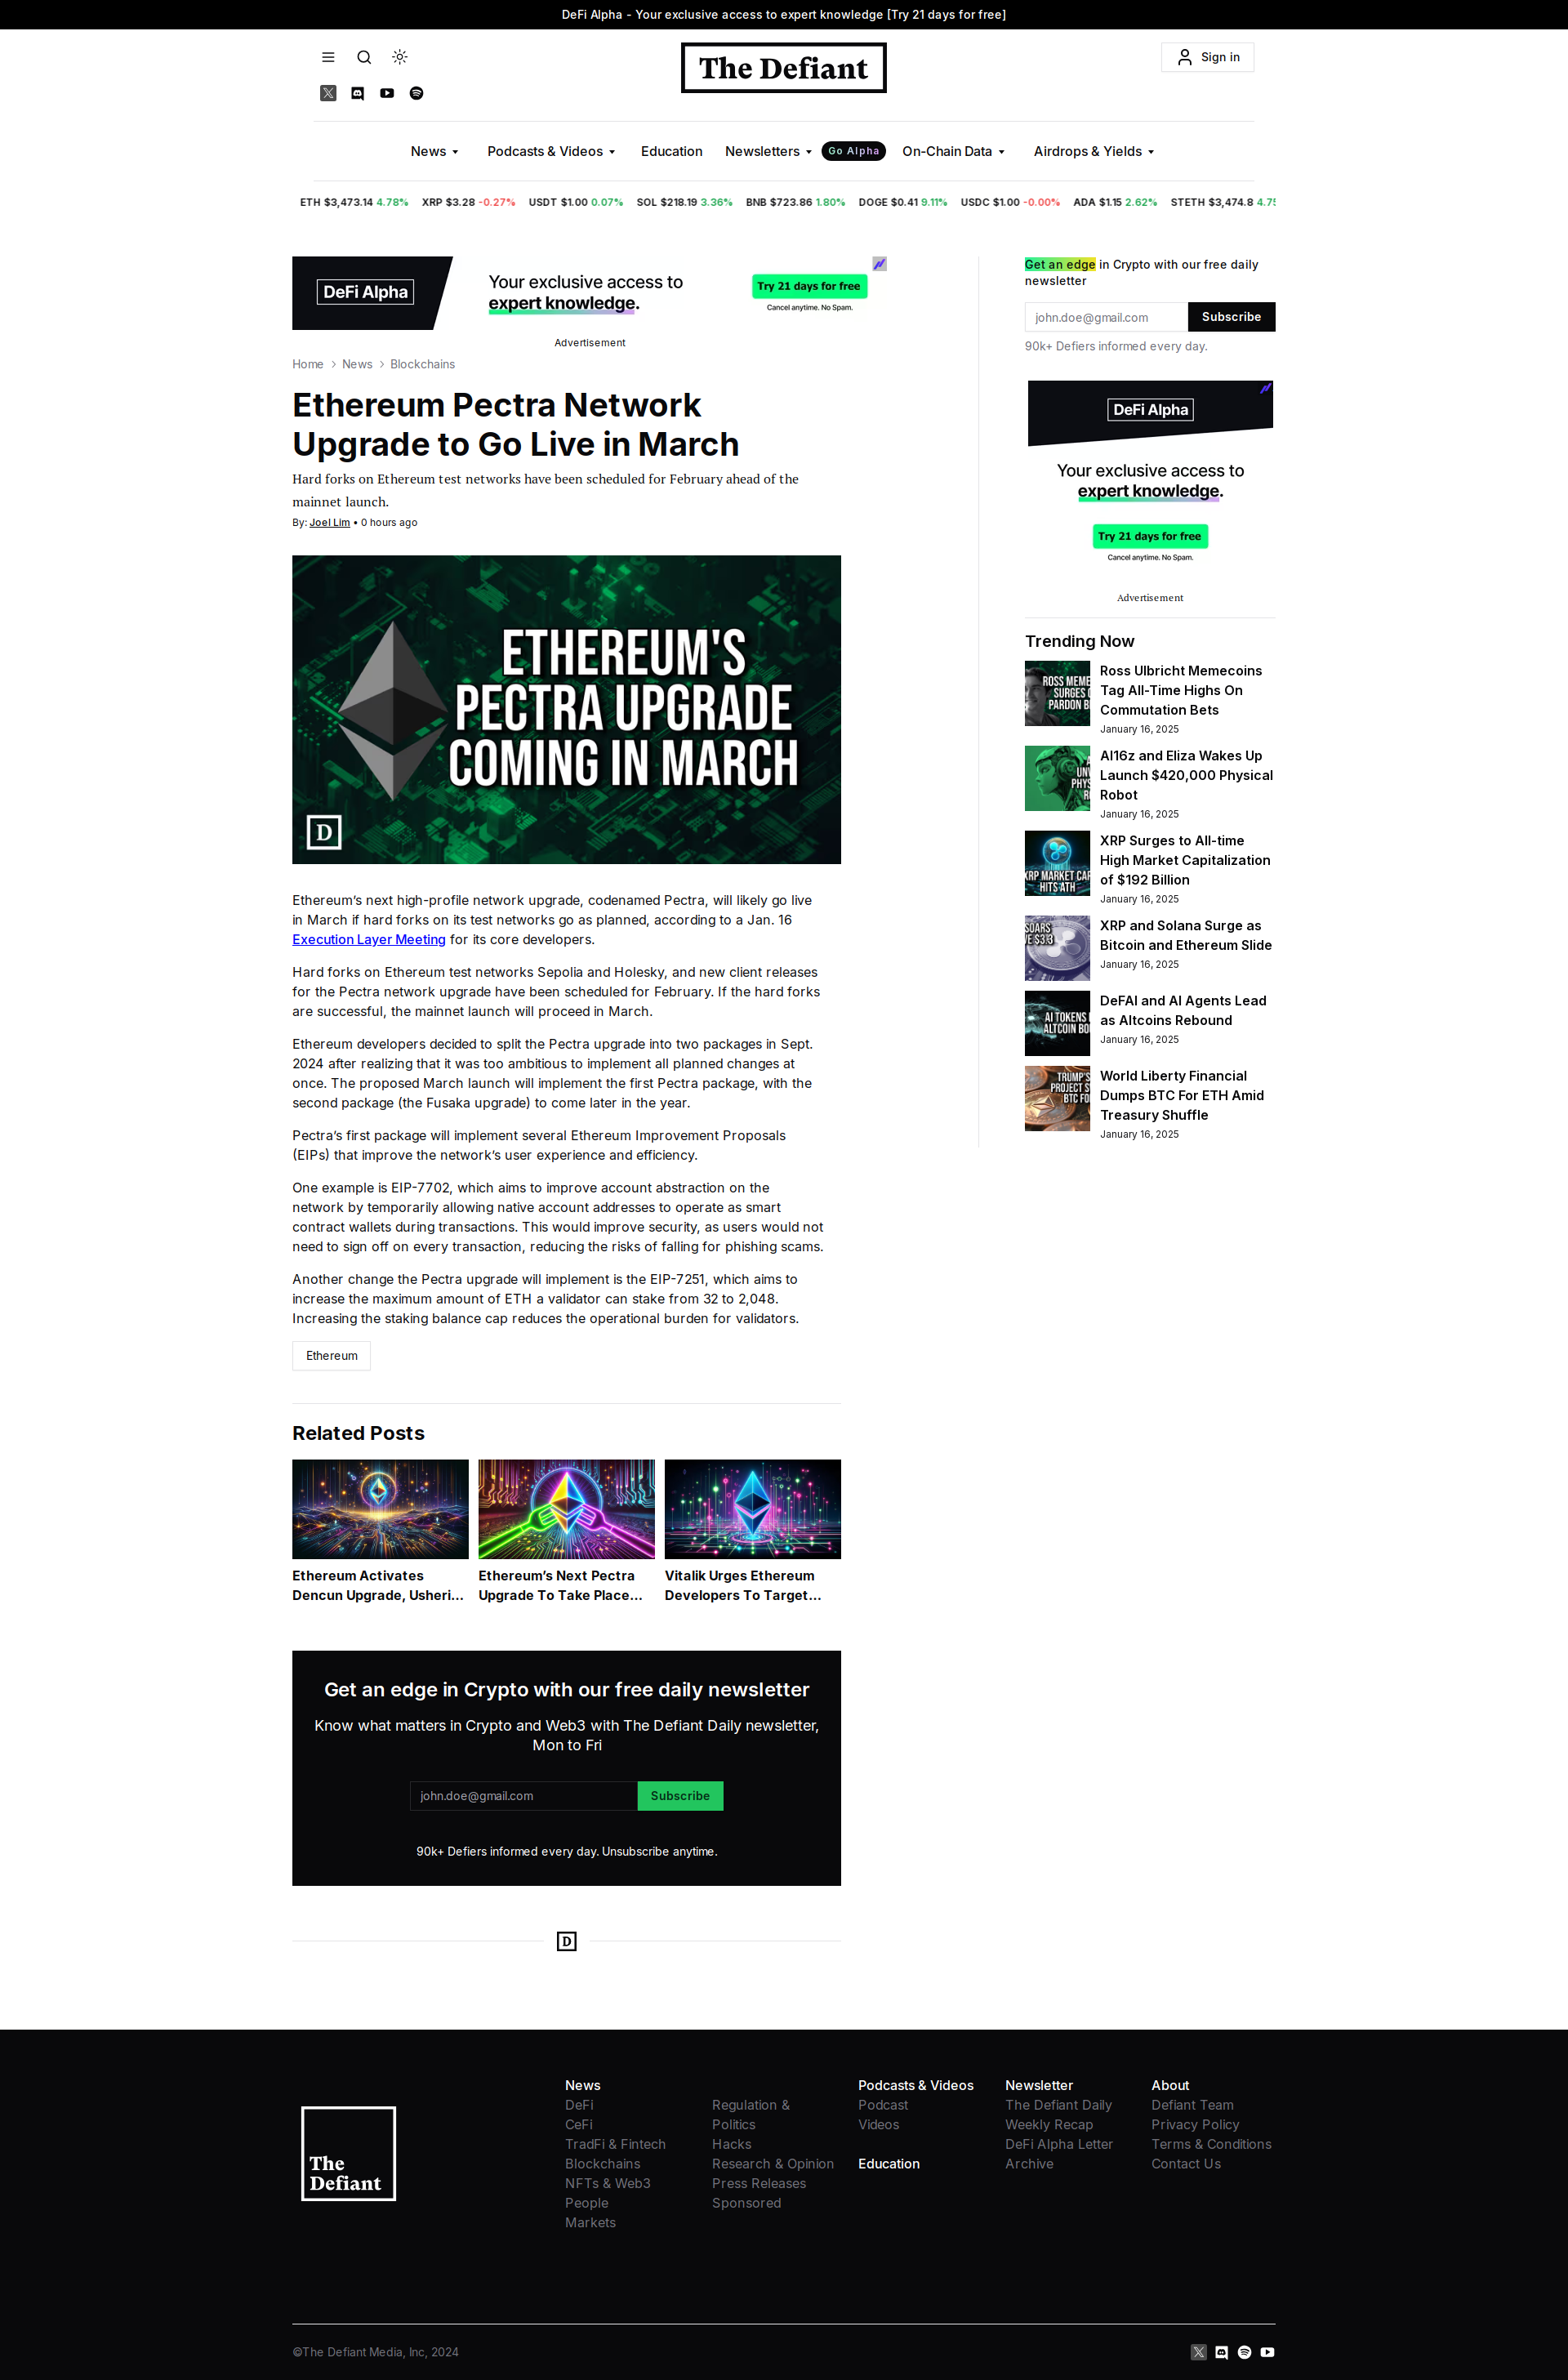 DeFi Alpha - Your exclusive access to expert knowledge [Try 21 days for free]
The Defiant
Sign in
News
Podcasts & Videos
Education
Newsletters
Go Alpha
On-Chain Data
Airdrops & Yields
ETH $3,473.14 4.78% XRP $3.28 -0.27% USDT $1.00 0.07% SOL $218.19 3.36% BNB $723.86 1.80% DOGE $0.41 9.11% USDC $1.00 -0.00% ADA $1.15 2.62% STETH $3,474.8 4.75
DeFi Alpha
Your exclusive access to
expert knowledge.
Try 21 days for free
Cancel anytime. No Spam.
Advertisement
Home > News > Blockchains
Ethereum Pectra Network
Upgrade to Go Live in March
Hard forks on Ethereum test networks have been scheduled for February ahead of the
mainnet launch.
By: Joel Lim • 0 hours ago
ETHEREUM'S
PECTRA UPGRADE
COMING IN MARCH
D
Ethereum’s next high-profile network upgrade, codenamed Pectra, will likely go live
in March if hard forks on its test networks go as planned, according to a Jan. 16
Execution Layer Meeting for its core developers.
Hard forks on Ethereum test networks Sepolia and Holesky, and new client releases
for the Pectra network upgrade have been scheduled for February. If the hard forks
are successful, the mainnet launch will proceed in March.
Ethereum developers decided to split the Pectra upgrade into two packages in Sept.
2024 after realizing that it was too ambitious to implement all planned changes at
once. The proposed March launch will implement the first Pectra package, with the
second package (the Fusaka upgrade) to come later in the year.
Pectra’s first package will implement several Ethereum Improvement Proposals
(EIPs) that improve the network’s user experience and efficiency.
One example is EIP-7702, which aims to improve account abstraction on the
network by temporarily allowing native account addresses to operate as smart
contract wallets during transactions. This would improve security, as users would not
need to sign off on every transaction, reducing the risks of falling for phishing scams.
Another change the Pectra upgrade will implement is the EIP-7251, which aims to
increase the maximum amount of ETH a validator can stake from 32 to 2,048.
Increasing the staking balance cap reduces the operational burden for validators.
Ethereum
Related Posts
Ethereum Activates
Dencun Upgrade, Usheri...
Ethereum’s Next Pectra
Upgrade To Take Place...
Vitalik Urges Ethereum
Developers To Target...
Get an edge in Crypto with our free daily newsletter
Know what matters in Crypto and Web3 with The Defiant Daily newsletter,
Mon to Fri
john.doe@gmail.com
Subscribe
90k+ Defiers informed every day. Unsubscribe anytime.
D
Get an edge in Crypto with our free daily
newsletter
john.doe@gmail.com
Subscribe
90k+ Defiers informed every day.
DeFi Alpha
Your exclusive access to
expert knowledge.
Try 21 days for free
Cancel anytime. No Spam.
Advertisement
Trending Now
ROSS MEME
SURGES O
PARDON B
Ross Ulbricht Memecoins
Tag All-Time Highs On
Commutation Bets
January 16, 2025
AI16z and Eliza Wakes Up
Launch $420,000 Physical
Robot
January 16, 2025
XRP MARKET CAP
HITS ATH
XRP Surges to All-time
High Market Capitalization
of $192 Billion
January 16, 2025
SOARS
VE $3.3
XRP and Solana Surge as
Bitcoin and Ethereum Slide
January 16, 2025
AI TOKENS
ALTCOIN BO
DeFAI and AI Agents Lead
as Altcoins Rebound
January 16, 2025
TRUMP'S
PROJECT S
BTC FO
World Liberty Financial
Dumps BTC For ETH Amid
Treasury Shuffle
January 16, 2025
The
Defiant
News
DeFi
CeFi
TradFi & Fintech
Blockchains
NFTs & Web3
People
Markets
Regulation &
Politics
Hacks
Research & Opinion
Press Releases
Sponsored
Podcasts & Videos
Podcast
Videos
Education
Newsletter
The Defiant Daily
Weekly Recap
DeFi Alpha Letter
Archive
About
Defiant Team
Privacy Policy
Terms & Conditions
Contact Us
©The Defiant Media, Inc, 2024